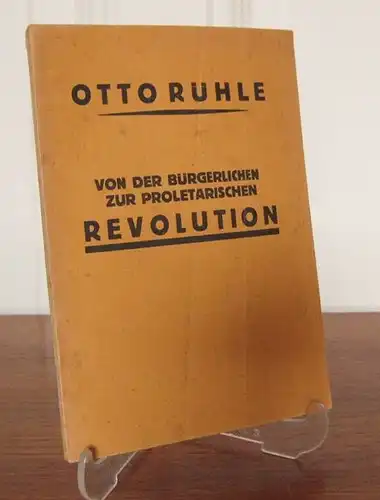 OTTO RÜHLE
VON DER BÜRGERLICHEN
ZUR PROLETARISCHEN
REVOLUTION